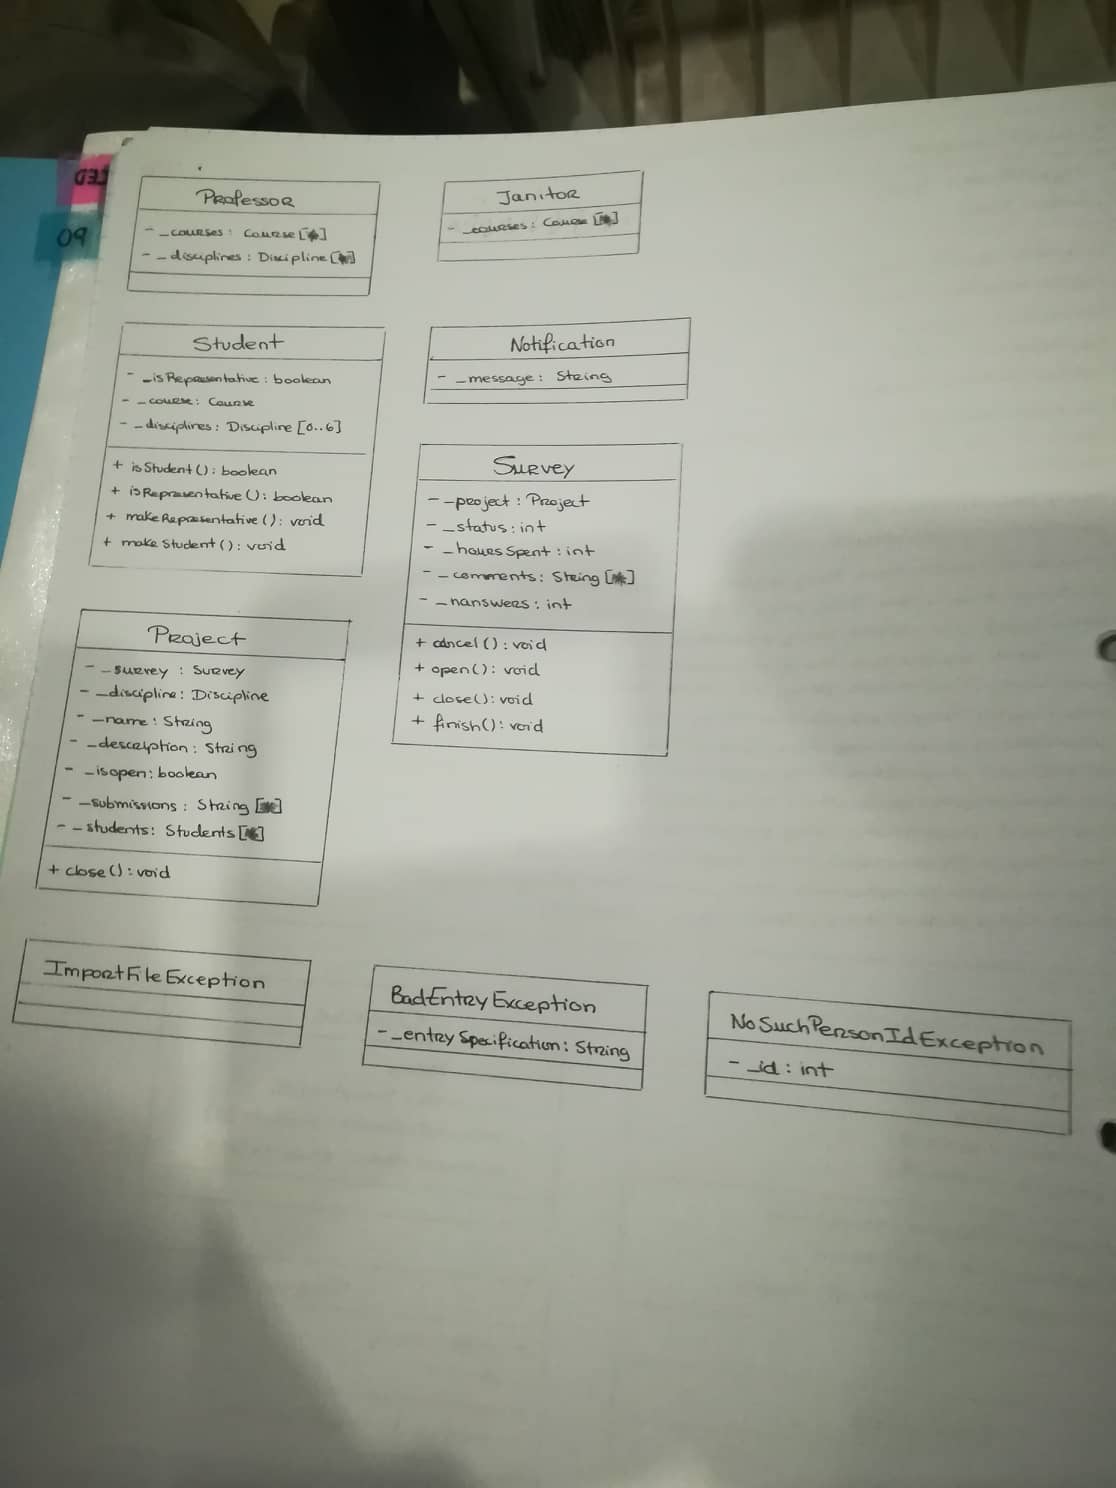 GED
09
Professor
- _courses: Course[*]
- _disciplines: Discipline[*]
Janitor
- _courses: Course[*]
Student
- _isRepresentative: boolean
- _course: Course
- _disciplines: Discipline[0..6]
+ isStudent(): boolean
+ isRepresentative(): boolean
+ makeRepresentative(): void
+ makeStudent(): void
Notification
- _message: String
Survey
- _project: Project
- _status: int
- _hoursSpent: int
- _comments: String[*]
- _nanswers: int
+ cancel(): void
+ open(): void
+ close(): void
+ finish(): void
Project
- _survey: Survey
- _discipline: Discipline
- _name: String
- _description: String
- _isopen: boolean
- _submissions: String[*]
- _students: Students[*]
+ close(): void
ImportFileException
BadEntryException
- _entrySpecification: String
NoSuchPersonIdException
- _id: int